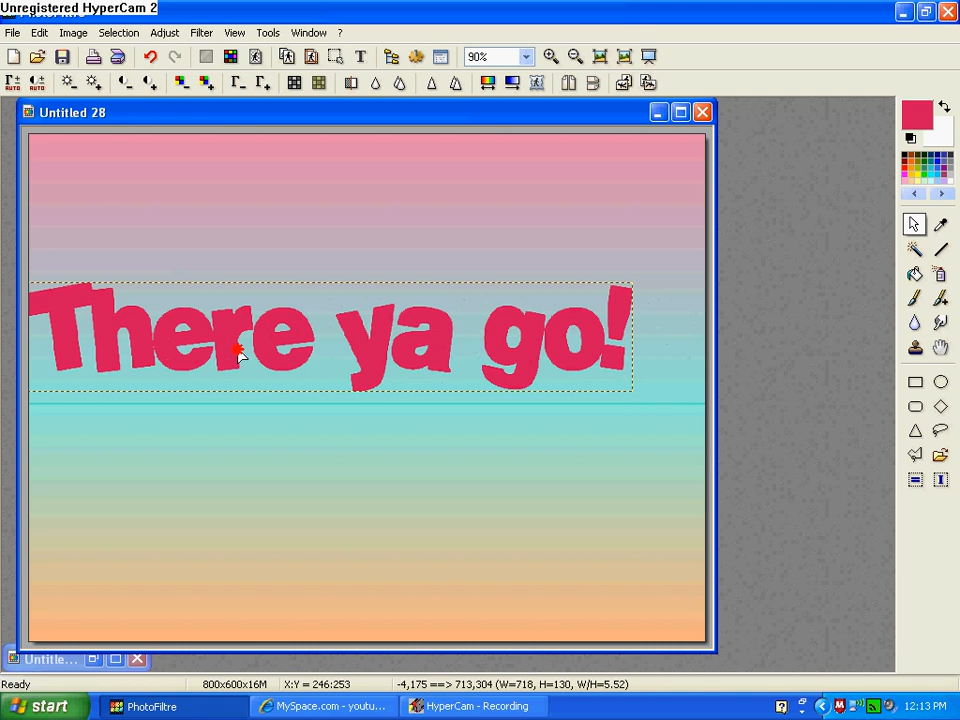 Unregistered HyperCam 2
File Edit Image Selection Adjust Filter View Tools Window ?
T 90%
AUTO AUTO
Untitled 28
There ya go!
Untitle...
Ready 800x600x16M X:Y = 246:253 -4,175 ==> 713,304 (W=718, H=130, W/H=5.52)
start PhotoFiltre MySpace.com - youtu... HyperCam - Recording 12:13 PM